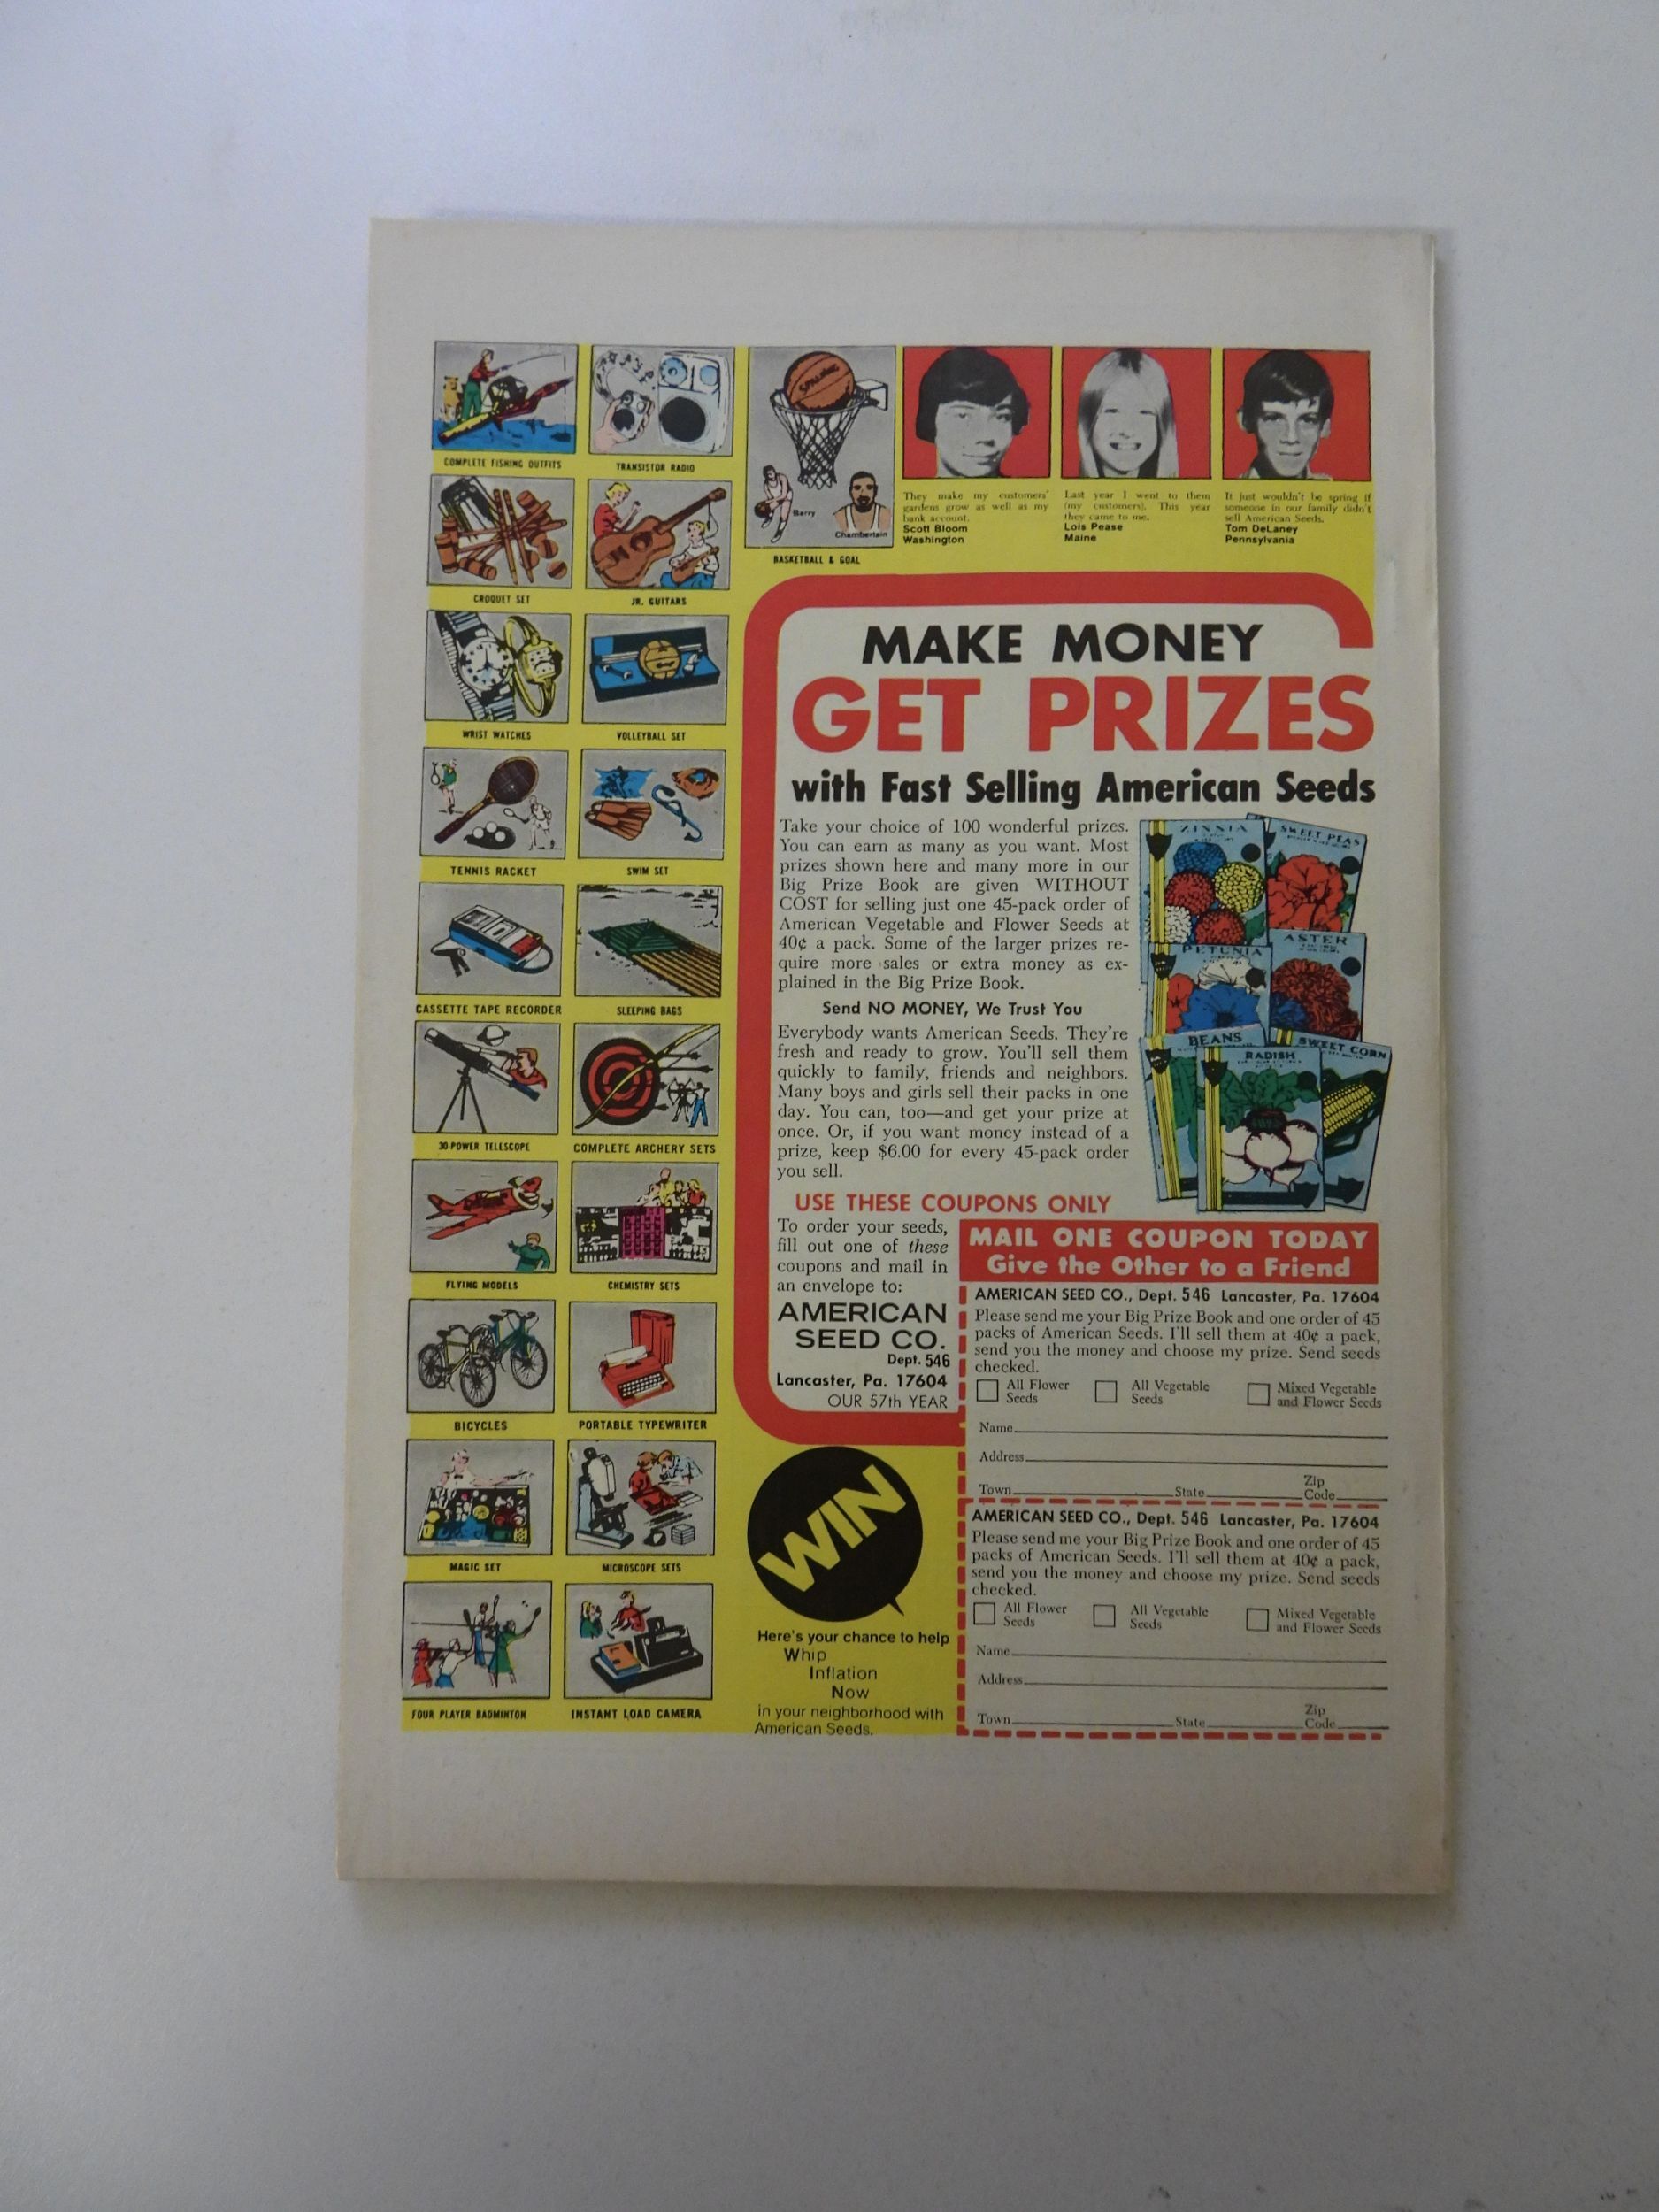 COMPLETE FISHING OUTFITS
TRANSISTOR RADIO
CROQUET SET
JR. GUITARS
WRIST WATCHES
VOLLEYBALL SET
TENNIS RACKET
SWIM SET
CASSETTE TAPE RECORDER
SLEEPING BAGS
30 POWER TELESCOPE
COMPLETE ARCHERY SETS
FLYING MODELS
CHEMISTRY SETS
BICYCLES
PORTABLE TYPEWRITER
MAGIC SET
MICROSCOPE SETS
FOUR PLAYER BADMINTON
INSTANT LOAD CAMERA
SPALDING
Barry
Chamberlain
BASKETBALL & GOAL
They make my customers'
gardens grow as well as my
bank account.
Scott Bloom
Washington
Last year I went to them
(my customers). This year
they came to me.
Lois Pease
Maine
It just wouldn't be spring if
someone in our family didn't
sell American Seeds.
Tom DeLaney
Pennsylvania
MAKE MONEY
GET PRIZES
with Fast Selling American Seeds
Take your choice of 100 wonderful prizes.
You can earn as many as you want. Most
prizes shown here and many more in our
Big Prize Book are given WITHOUT
COST for selling just one 45-pack order of
American Vegetable and Flower Seeds at
40¢ a pack. Some of the larger prizes re-
quire more sales or extra money as ex-
plained in the Big Prize Book.
Send NO MONEY, We Trust You
Everybody wants American Seeds. They're
fresh and ready to grow. You'll sell them
quickly to family, friends and neighbors.
Many boys and girls sell their packs in one
day. You can, too—and get your prize at
once. Or, if you want money instead of a
prize, keep $6.00 for every 45-pack order
you sell.
ZINNIA
SWEET PEAS
PETUNIA
ASTER
BEANS
RADISH
SWEET CORN
USE THESE COUPONS ONLY
To order your seeds,
fill out one of these
coupons and mail in
an envelope to:
AMERICAN
SEED CO.
Dept. 546
Lancaster, Pa. 17604
OUR 57th YEAR
MAIL ONE COUPON TODAY
Give the Other to a Friend
AMERICAN SEED CO., Dept. 546 Lancaster, Pa. 17604
Please send me your Big Prize Book and one order of 45
packs of American Seeds. I'll sell them at 40¢ a pack,
send you the money and choose my prize. Send seeds
checked.
All Flower Seeds
All Vegetable Seeds
Mixed Vegetable and Flower Seeds
Name
Address
Town State Zip Code
AMERICAN SEED CO., Dept. 546 Lancaster, Pa. 17604
Please send me your Big Prize Book and one order of 45
packs of American Seeds. I'll sell them at 40¢ a pack,
send you the money and choose my prize. Send seeds
checked.
All Flower Seeds
All Vegetable Seeds
Mixed Vegetable and Flower Seeds
Name
Address
Town State Zip Code
WIN
Here's your chance to help
Whip
Inflation
Now
in your neighborhood with
American Seeds.